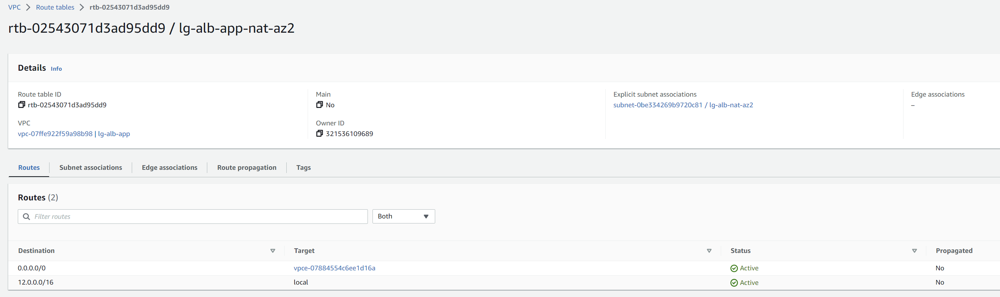 VPC > Route tables > rtb-02543071d3ad95dd9
rtb-02543071d3ad95dd9 / lg-alb-app-nat-az2
Details Info
Route table ID
rtb-02543071d3ad95dd9
Main
No
Explicit subnet associations
subnet-0be334269b9720c81 / lg-alb-nat-az2
Edge associations
–
VPC
vpc-07ffe922f59a98b98 | lg-alb-app
Owner ID
321536109689
Routes Subnet associations Edge associations Route propagation Tags
Routes (2)
Filter routes Both
Destination Target Status Propagated
0.0.0.0/0 vpce-07884554c6ee1d16a Active No
12.0.0.0/16 local Active No